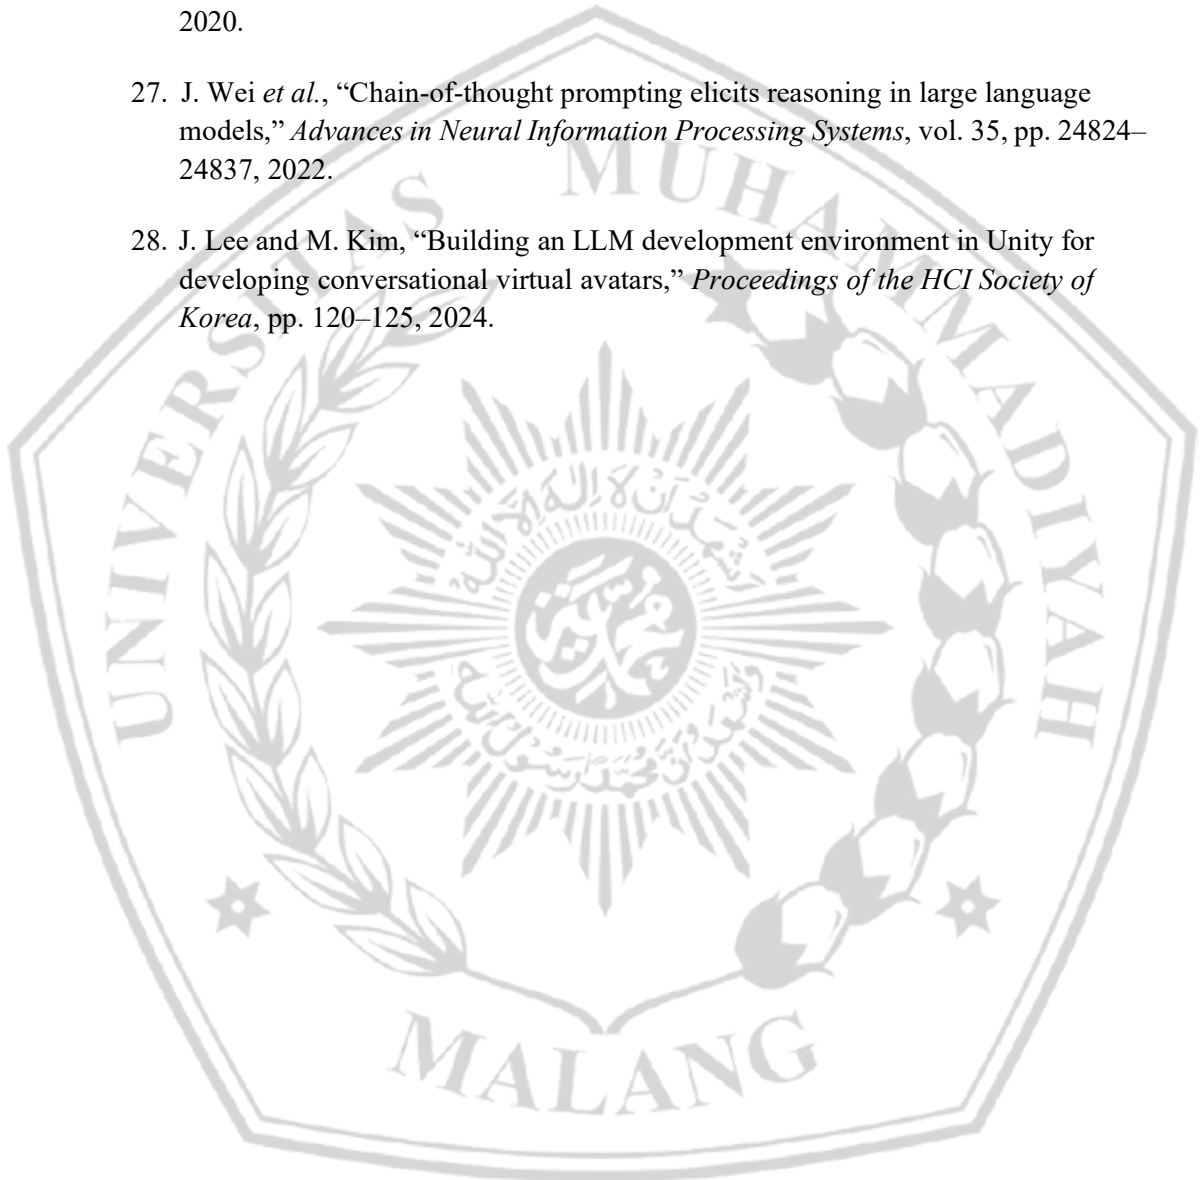 2020.
27. J. Wei et al., “Chain-of-thought prompting elicits reasoning in large language
models,” Advances in Neural Information Processing Systems, vol. 35, pp. 24824–
24837, 2022.
28. J. Lee and M. Kim, “Building an LLM development environment in Unity for
developing conversational virtual avatars,” Proceedings of the HCI Society of
Korea, pp. 120–125, 2024.
UNIVERSITAS MUHAMMADIYAH
MALANG